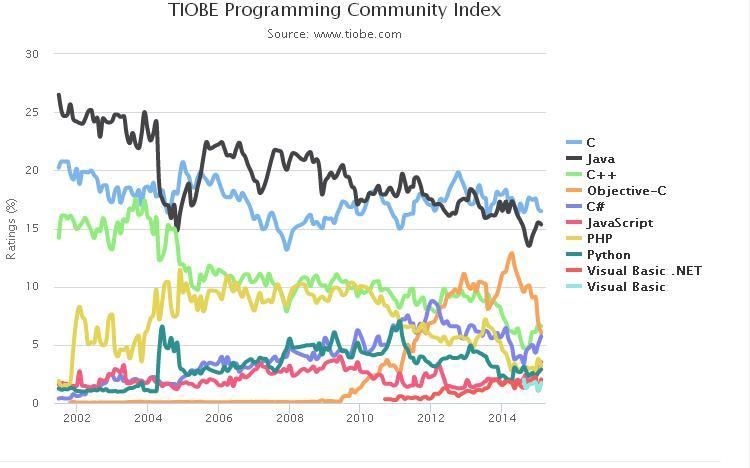 TIOBE Programming Community Index
Source: www.tiobe.com
Ratings (%)
30
25
20
15
10
5
0
2002 2004 2006 2008 2010 2012 2014
C
Java
C++
Objective-C
C#
JavaScript
PHP
Python
Visual Basic .NET
Visual Basic